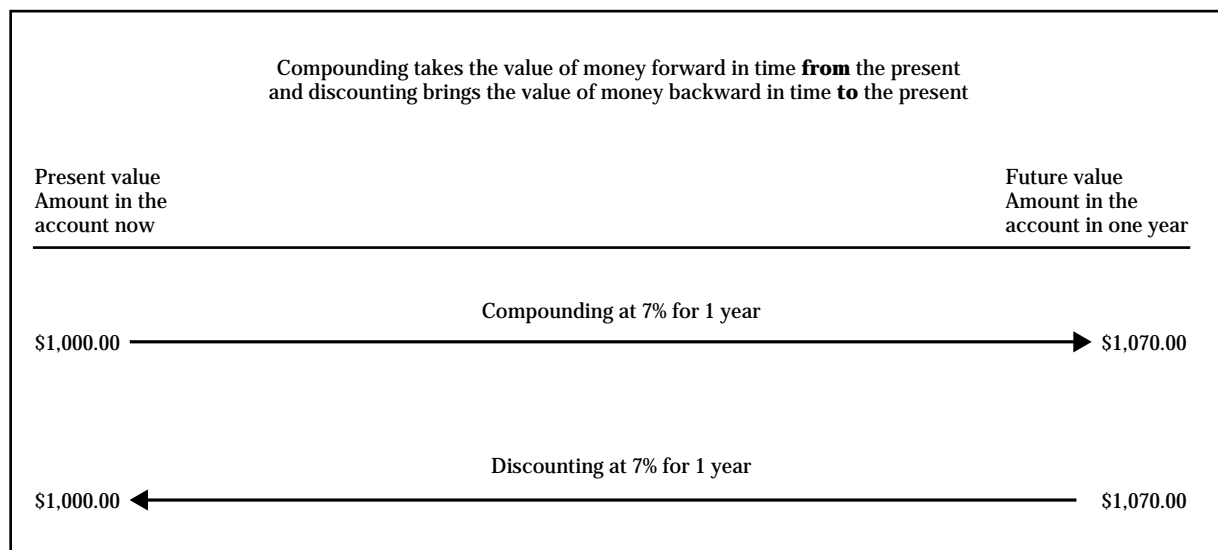 Compounding takes the value of money forward in time from the present
and discounting brings the value of money backward in time to the present
Present value
Amount in the
account now
Future value
Amount in the
account in one year
Compounding at 7% for 1 year
$1,000.00
$1,070.00
Discounting at 7% for 1 year
$1,000.00
$1,070.00